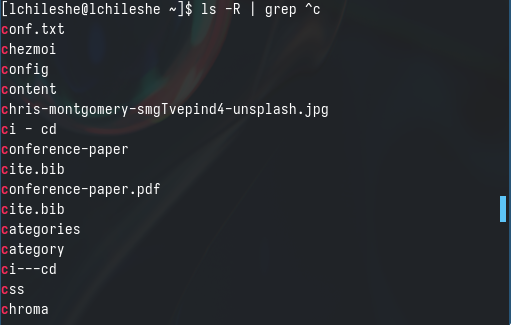 [lchileshe@lchileshe ~]$ ls -R | grep ^c
conf.txt
chezmoi
config
content
chris-montgomery-smgTvepind4-unsplash.jpg
ci - cd
conference-paper
cite.bib
conference-paper.pdf
cite.bib
categories
category
ci---cd
css
chroma